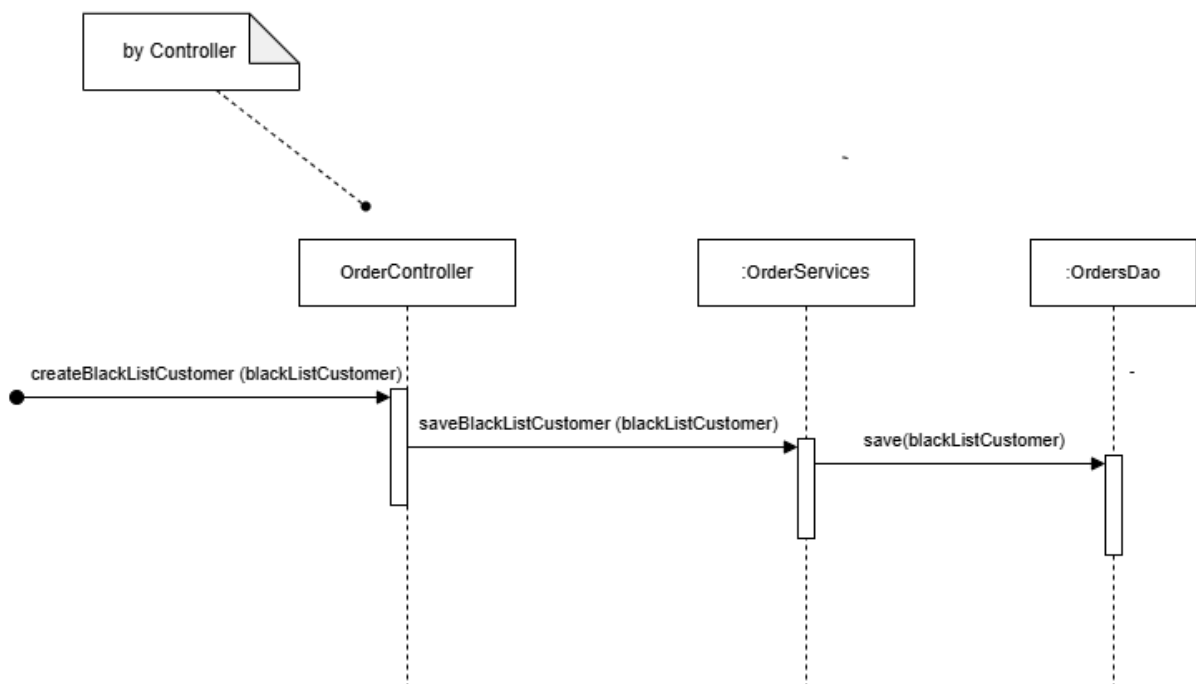 by Controller
OrderController
:OrderServices
:OrdersDao
createBlackListCustomer (blackListCustomer)
saveBlackListCustomer (blackListCustomer)
save(blackListCustomer)